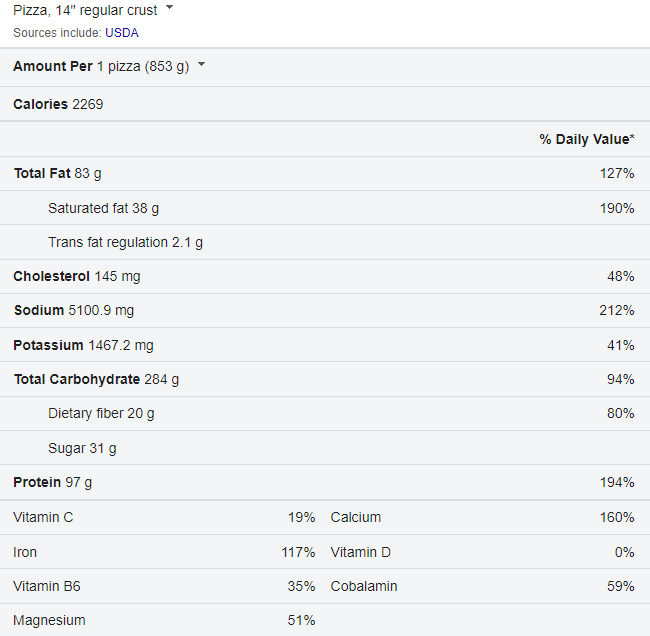 Pizza, 14" regular crust
Sources include: USDA
Amount Per 1 pizza (853 g)
Calories 2269
% Daily Value*
Total Fat 83 g 127%
Saturated fat 38 g 190%
Trans fat regulation 2.1 g
Cholesterol 145 mg 48%
Sodium 5100.9 mg 212%
Potassium 1467.2 mg 41%
Total Carbohydrate 284 g 94%
Dietary fiber 20 g 80%
Sugar 31 g
Protein 97 g 194%
Vitamin C 19% Calcium 160%
Iron 117% Vitamin D 0%
Vitamin B6 35% Cobalamin 59%
Magnesium 51%